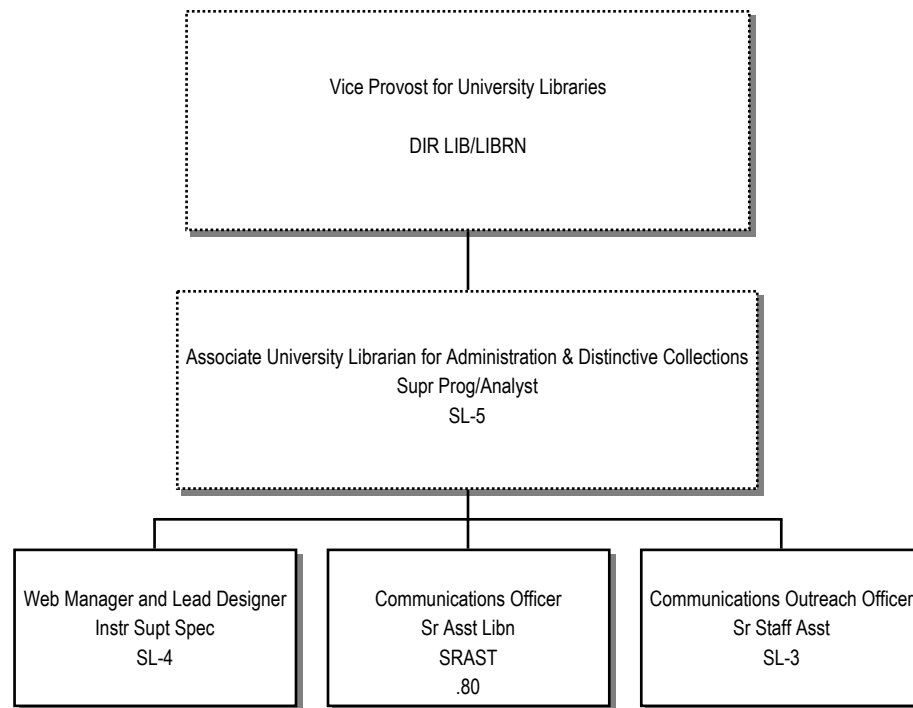 Vice Provost for University Libraries
DIR LIB/LIBRN
Associate University Librarian for Administration & Distinctive Collections
Supr Prog/Analyst
SL-5
Web Manager and Lead Designer
Instr Supt Spec
SL-4
Communications Officer
Sr Asst Libn
SRAST
.80
Communications Outreach Officer
Sr Staff Asst
SL-3